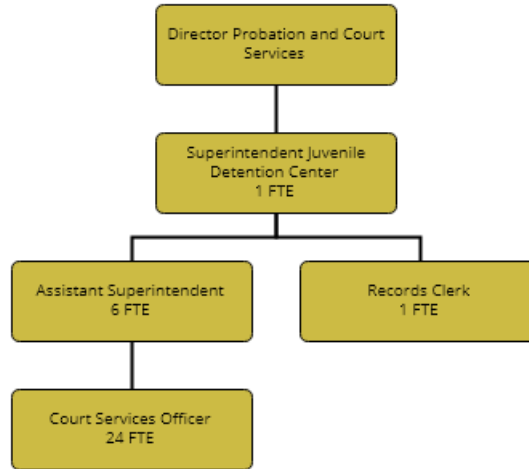 Director Probation and Court
Services
Superintendent Juvenile
Detention Center
1 FTE
Assistant Superintendent
6 FTE
Records Clerk
1 FTE
Court Services Officer
24 FTE